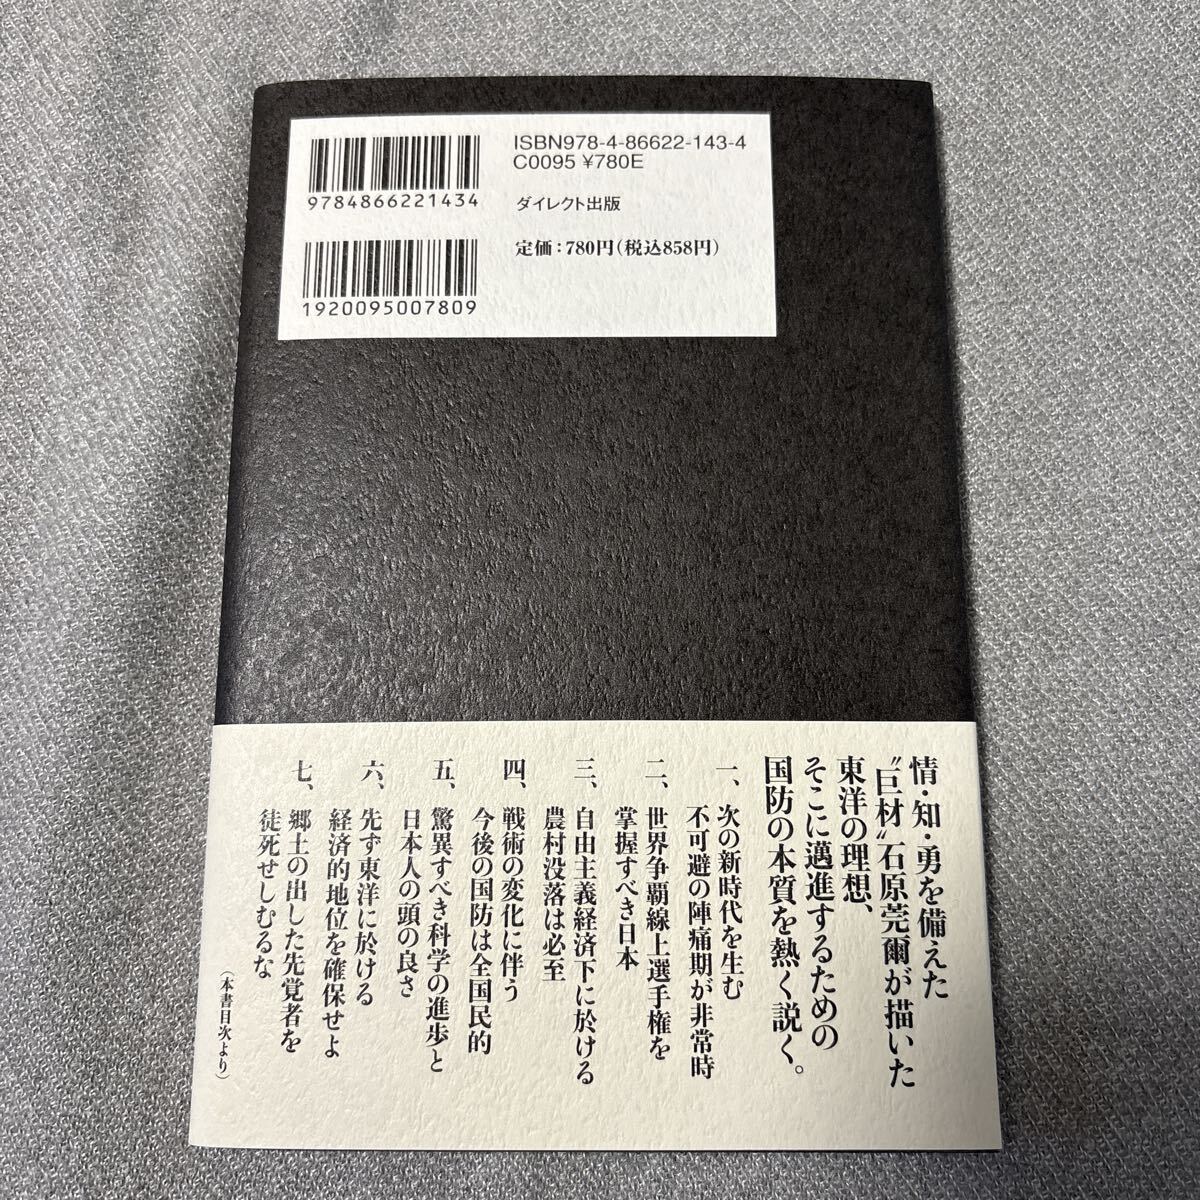 ISBN978-4-86622-143-4
C0095 ¥780E
9784866221434
ダイレクト出版
定価：780円（税込858円）
1920095007809
情・知・勇を備えた
〝巨材〟石原莞爾が描いた
東洋の理想、
そこに邁進するための
国防の本質を熱く説く。
一、次の新時代を生む
不可避の陣痛期が非常時
二、世界争覇線上選手権を
掌握すべき日本
三、自由主義経済下に於ける
農村没落は必至
四、戦術の変化に伴う
今後の国防は全国民的
五、驚異すべき科学の進歩と
日本人の頭の良さ
六、先ず東洋に於ける
経済的地位を確保せよ
七、郷土の出した先覚者を
徒死せしむるな
（本書目次より）